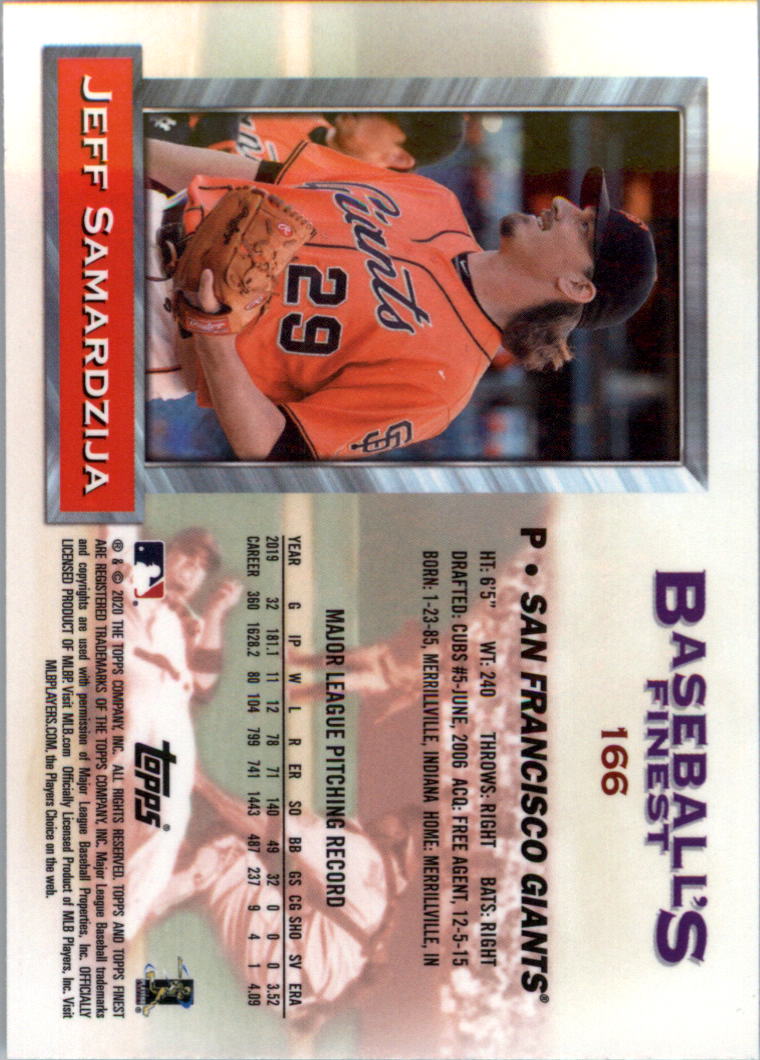 BASEBALL'S
FINEST
166
Giants
29
SF
JEFF SAMARDZIJA
P • SAN FRANCISCO GIANTS®
HT: 6'5" WT: 240 THROWS: RIGHT BATS: RIGHT
DRAFTED: CUBS #5-JUNE, 2006 ACQ: FREE AGENT, 12-5-15
BORN: 1-23-85, MERRILLVILLE, INDIANA HOME: MERRILLVILLE, IN
MAJOR LEAGUE PITCHING RECORD
YEAR G IP W L R ER SO BB GS CG SHO SV ERA
2019 32 181.1 11 12 78 71 140 49 32 0 0 0 3.52
CAREER 360 1628.2 80 104 799 741 1443 487 237 9 4 1 4.09
topps®
® & © 2020 THE TOPPS COMPANY, INC. ALL RIGHTS RESERVED. TOPPS AND TOPPS FINEST
ARE REGISTERED TRADEMARKS OF THE TOPPS COMPANY, INC. Major League Baseball trademarks
and copyrights are used with permission of Major League Baseball Properties, Inc. OFFICIALLY
LICENSED PRODUCT OF MLBP. Visit MLB.com Officially Licensed Product of MLB Players, Inc. Visit
MLBPLAYERS.COM, the Players Choice on the web.